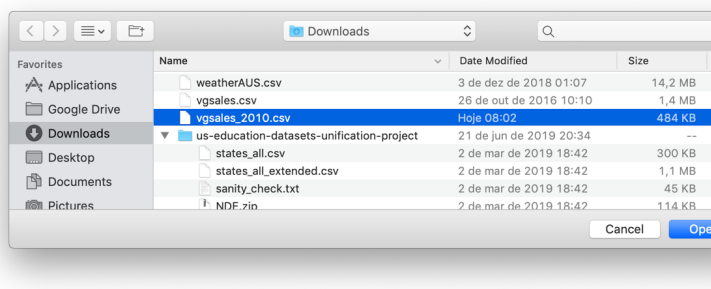 Downloads
Favorites
Name Date Modified Size
Applications
Google Drive
Downloads
Desktop
Documents
Pictures
weatherAUS.csv 3 de dez de 2018 01:07 14,2 MB
vgsales.csv 26 de out de 2016 10:10 1,4 MB
vgsales_2010.csv Hoje 08:02 484 KB
us-education-datasets-unification-project 21 de jun de 2019 20:34 --
states_all.csv 2 de mar de 2019 18:42 300 KB
states_all_extended.csv 2 de mar de 2019 18:42 1,1 MB
sanity_check.txt 2 de mar de 2019 18:42 45 KB
NDE.zip 2 de mar de 2019 18:42 114 KB
Cancel Ope